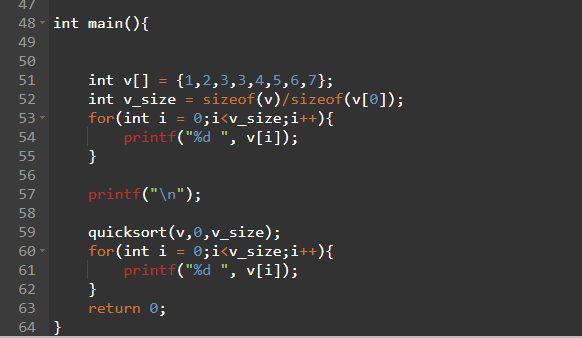 47
48 int main(){
49
50
51 int v[] = {1,2,3,3,4,5,6,7};
52 int v_size = sizeof(v)/sizeof(v[0]);
53 for(int i = 0;i<v_size;i++){
54 printf("%d ", v[i]);
55 }
56
57 printf("\n");
58
59 quicksort(v,0,v_size);
60 for(int i = 0;i<v_size;i++){
61 printf("%d ", v[i]);
62 }
63 return 0;
64 }